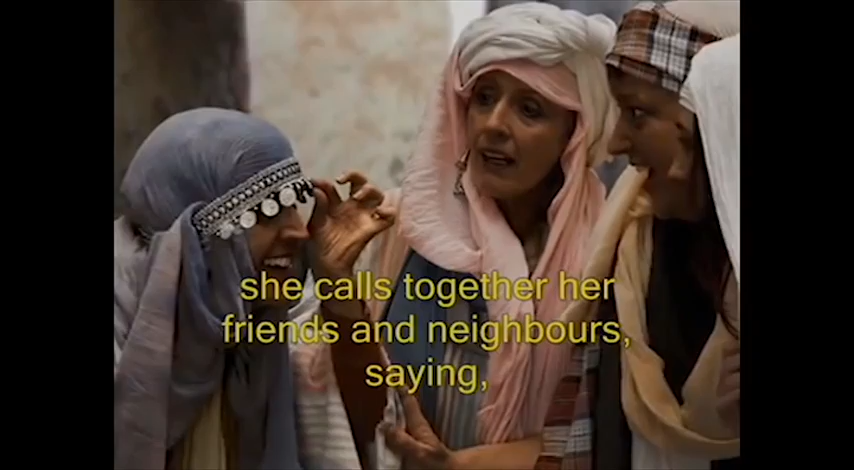 she calls together her
friends and neighbours,
saying,